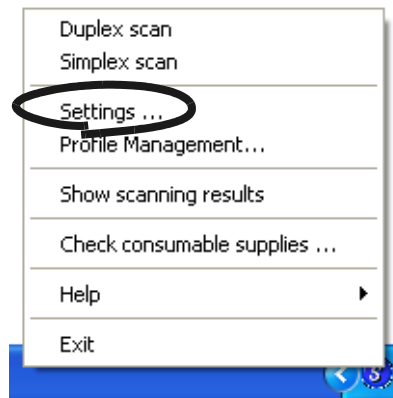 Duplex scan
Simplex scan
Settings ...
Profile Management...
Show scanning results
Check consumable supplies ...
Help
Exit
S